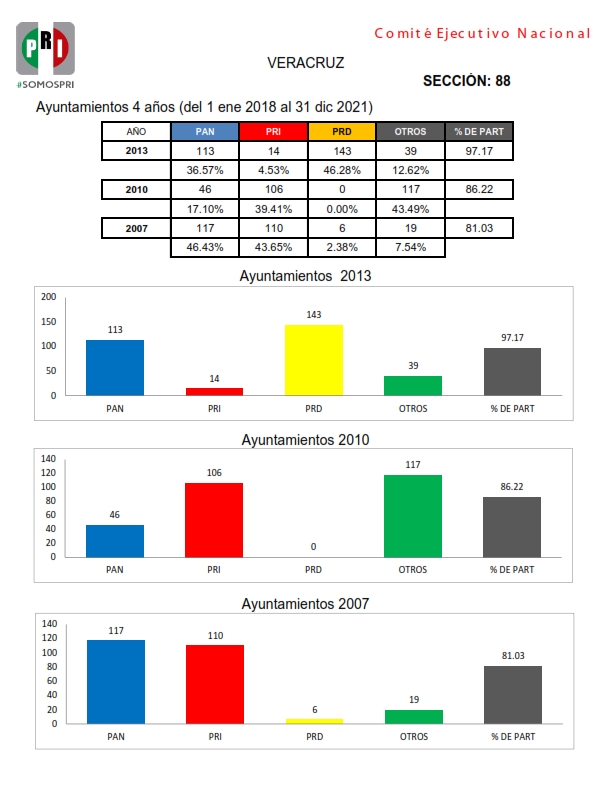 PRI
#SOMOSPRI
Comité Ejecutivo Nacional
VERACRUZ
SECCIÒN: 88
Ayuntamientos 4 años (del 1 ene 2018 al 31 dic 2021)
AÑO PAN PRI PRD OTROS % DE PART
2013 113 14 143 39 97.17
36.57% 4.53% 46.28% 12.62%
2010 46 106 0 117 86.22
17.10% 39.41% 0.00% 43.49%
2007 117 110 6 19 81.03
46.43% 43.65% 2.38% 7.54%
Ayuntamientos 2013
200
150
100
50
0
113
14
143
39
97.17
PAN PRI PRD OTROS % DE PART
Ayuntamientos 2010
140
120
100
80
60
40
20
0
46
106
0
117
86.22
PAN PRI PRD OTROS % DE PART
Ayuntamientos 2007
140
120
100
80
60
40
20
0
117
110
6
19
81.03
PAN PRI PRD OTROS % DE PART